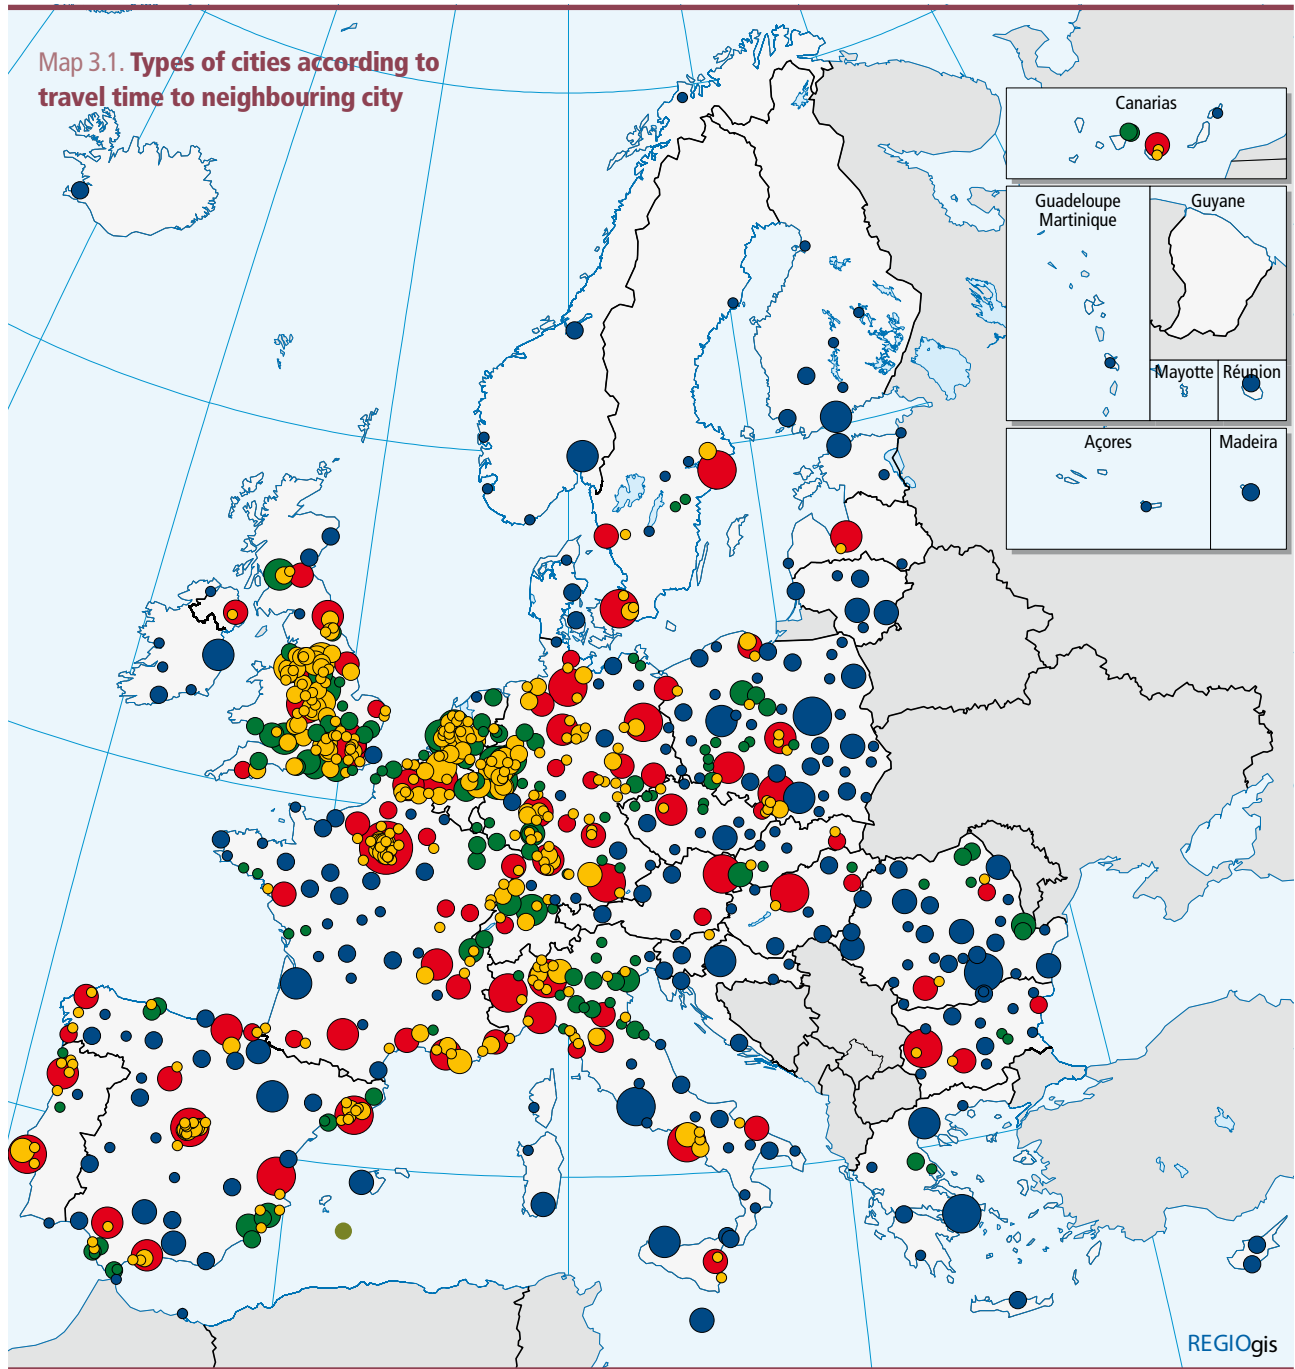 Map 3.1. Types of cities according to
travel time to neighbouring city
Canarias
Guadeloupe
Martinique
Guyane
Mayotte
Réunion
Açores
Madeira
REGIOgis